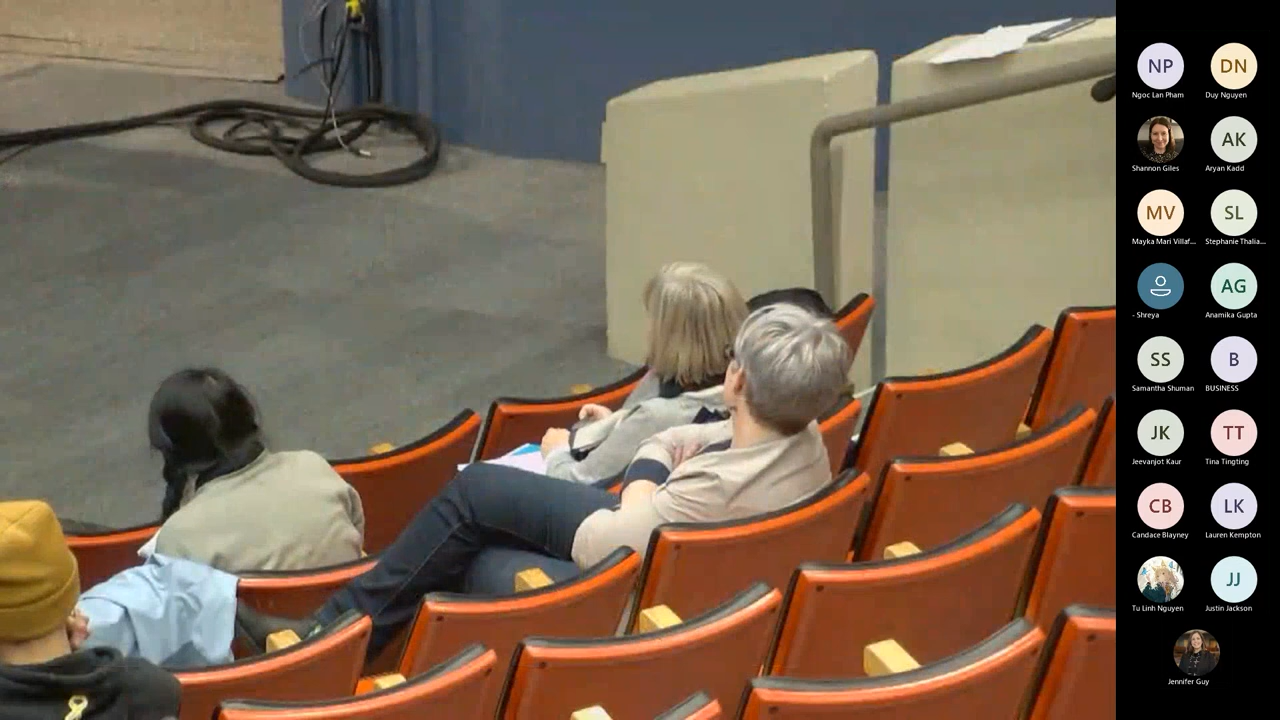 NP
DN
Ngoc Lan Pham
Duy Nguyen
AK
Shannon Giles
Aryan Kadd
MV
SL
Mayka Mari Villaf...
Stephanie Thalia...
AG
- Shreya
Anamika Gupta
SS
B
Samantha Shuman
BUSINESS
JK
TT
Jeevanjot Kaur
Tina Tingting
CB
LK
Candace Blayney
Lauren Kempton
JJ
Tu Linh Nguyen
Justin Jackson
Jennifer Guy